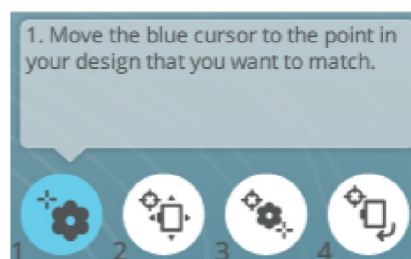 1. Move the blue cursor to the point in
your design that you want to match.
1 2 3 4